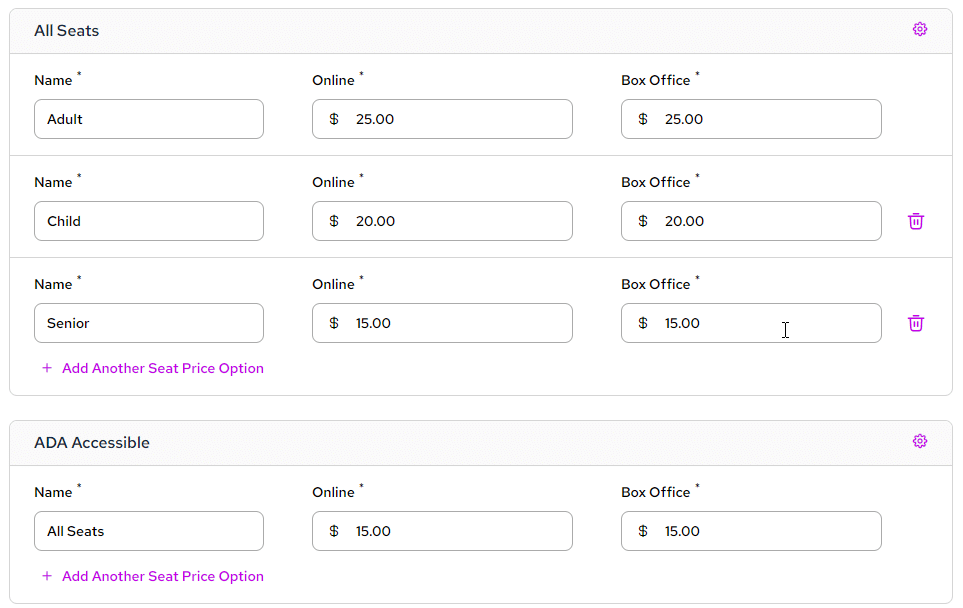 All Seats
Name * Online * Box Office *
Adult $ 25.00 $ 25.00
Name * Online * Box Office *
Child $ 20.00 $ 20.00
Name * Online * Box Office *
Senior $ 15.00 $ 15.00
+ Add Another Seat Price Option
ADA Accessible
Name * Online * Box Office *
All Seats $ 15.00 $ 15.00
+ Add Another Seat Price Option